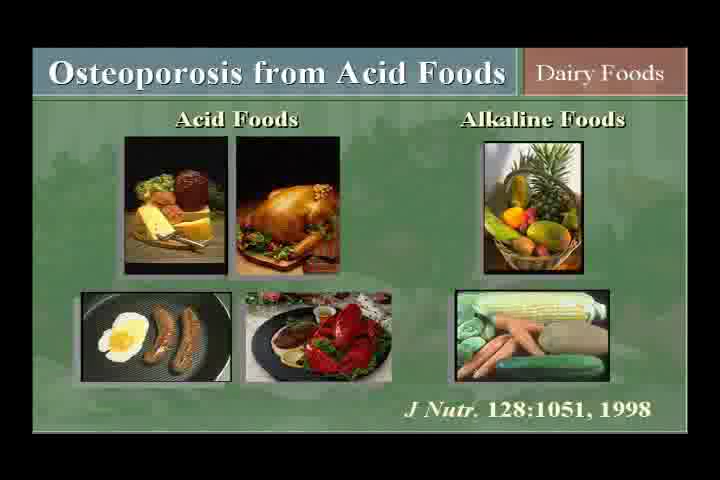 Osteoporosis from Acid Foods
Dairy Foods
Acid Foods
Alkaline Foods
J Nutr. 128:1051, 1998